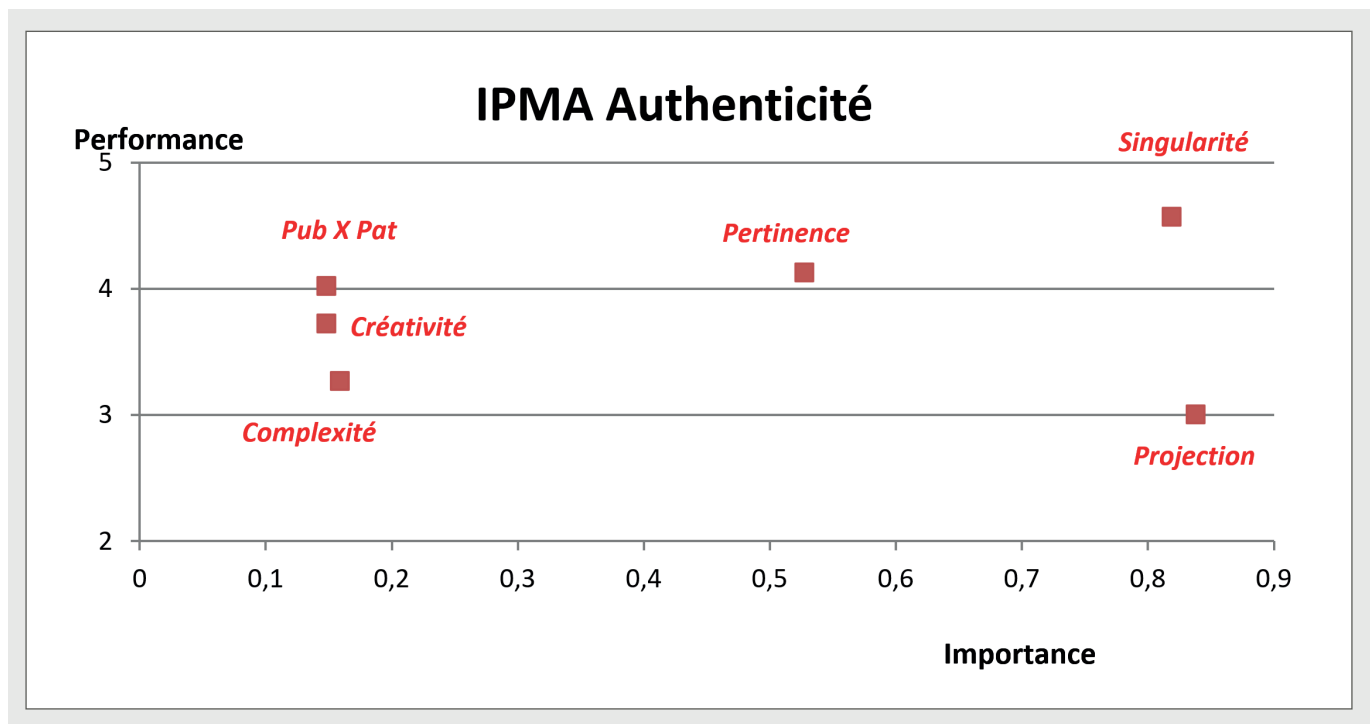 IPMA Authenticité
Performance
Singularité
5
Pub X Pat
Pertinence
4
Créativité
3
Complexité
Projection
2
0 0,1 0,2 0,3 0,4 0,5 0,6 0,7 0,8 0,9
Importance